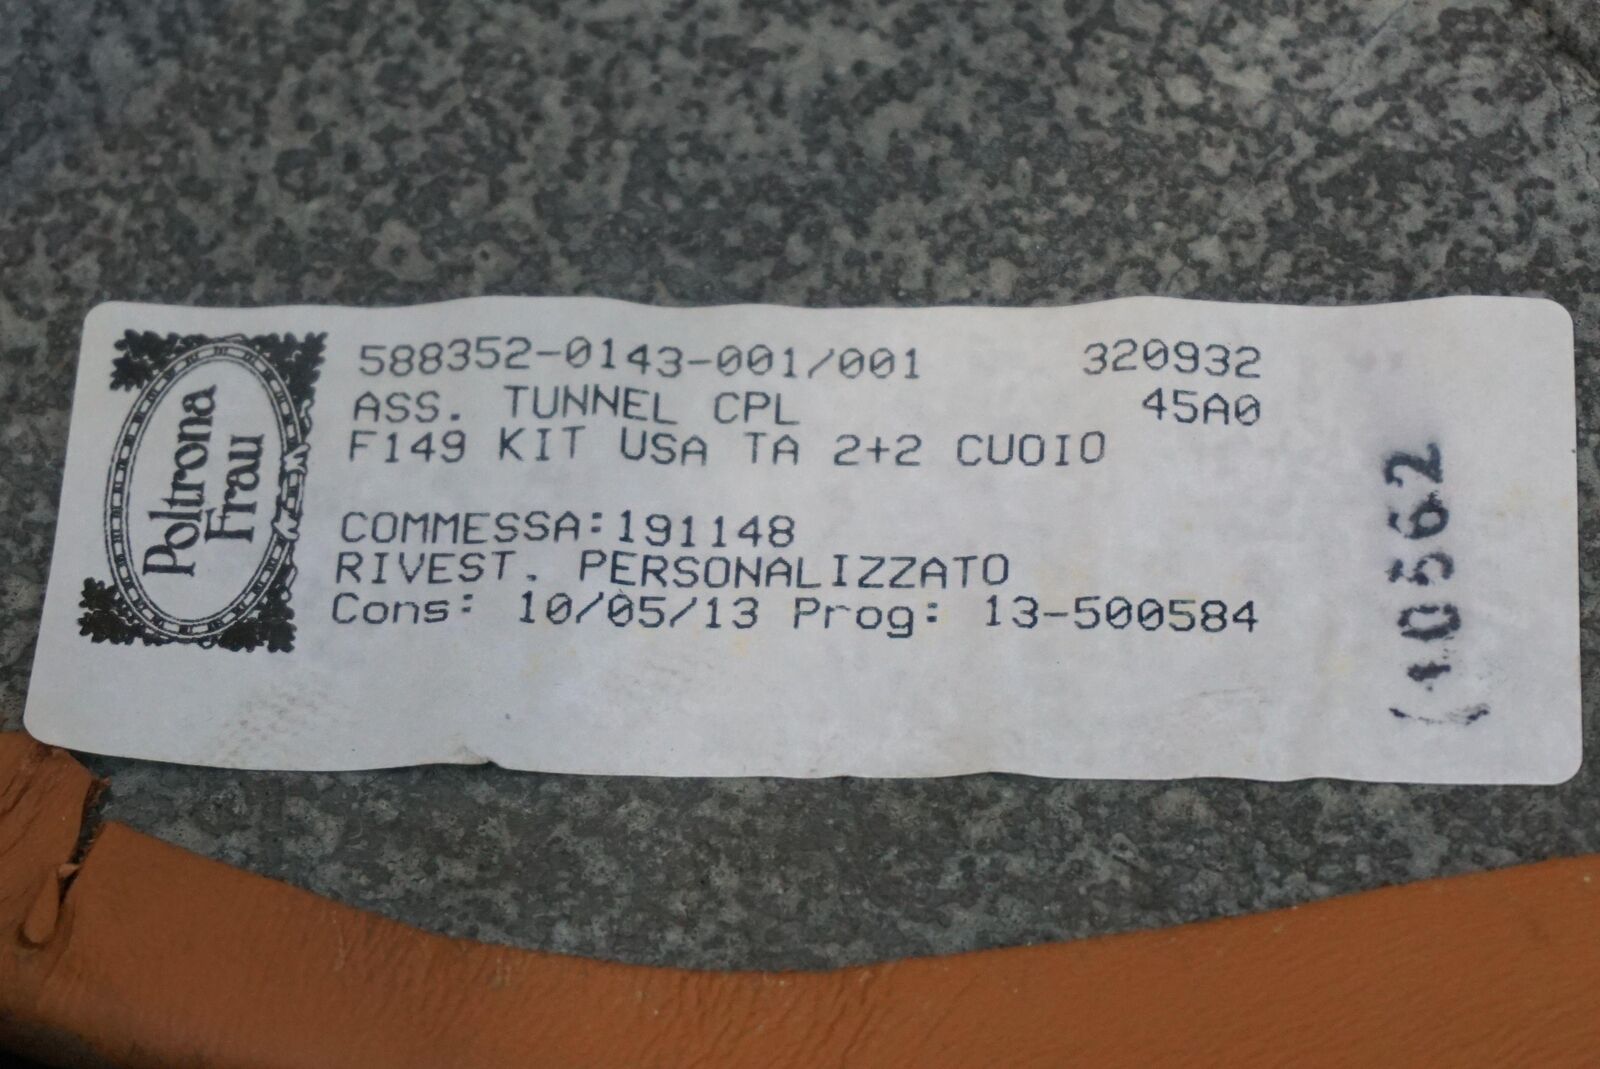 Poltrona
Frau
588352-0143-001/001 320932
ASS. TUNNEL CPL 45A0
F149 KIT USA TA 2+2 CUOIO
COMMESSA:191148
RIVEST. PERSONALIZZATO
Cons: 10/05/13 Prog: 13-500584
10562